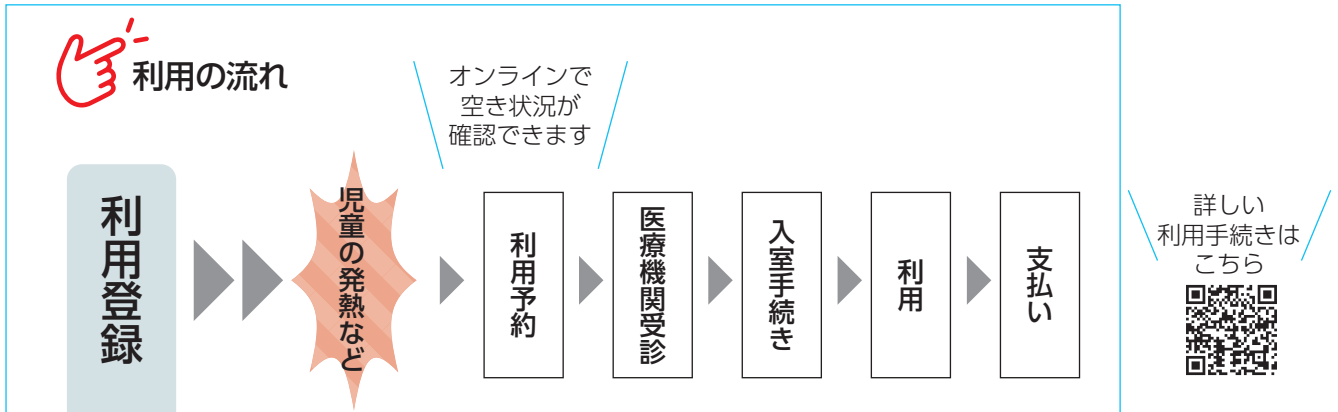 利用の流れ
オンラインで
空き状況が
確認できます
利用登録
児童の発熱など
利用予約
医療機関受診
入室手続き
利用
支払い
詳しい
利用手続きは
こちら